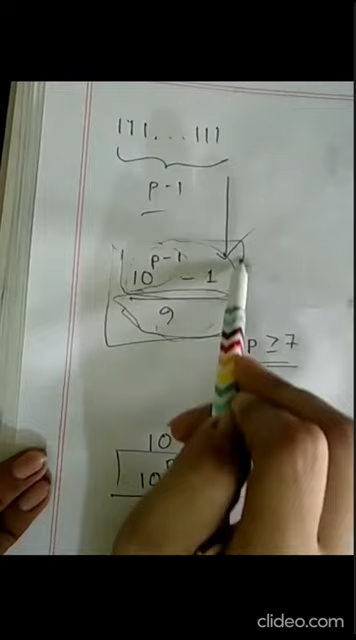 111...111
p-1
10^{p-1} - 1
9
p ≥ 7
10
10
clideo.com